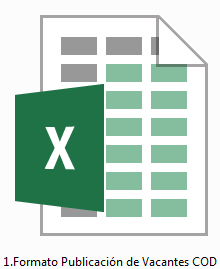 X
1.Formato Publicación de Vacantes COD